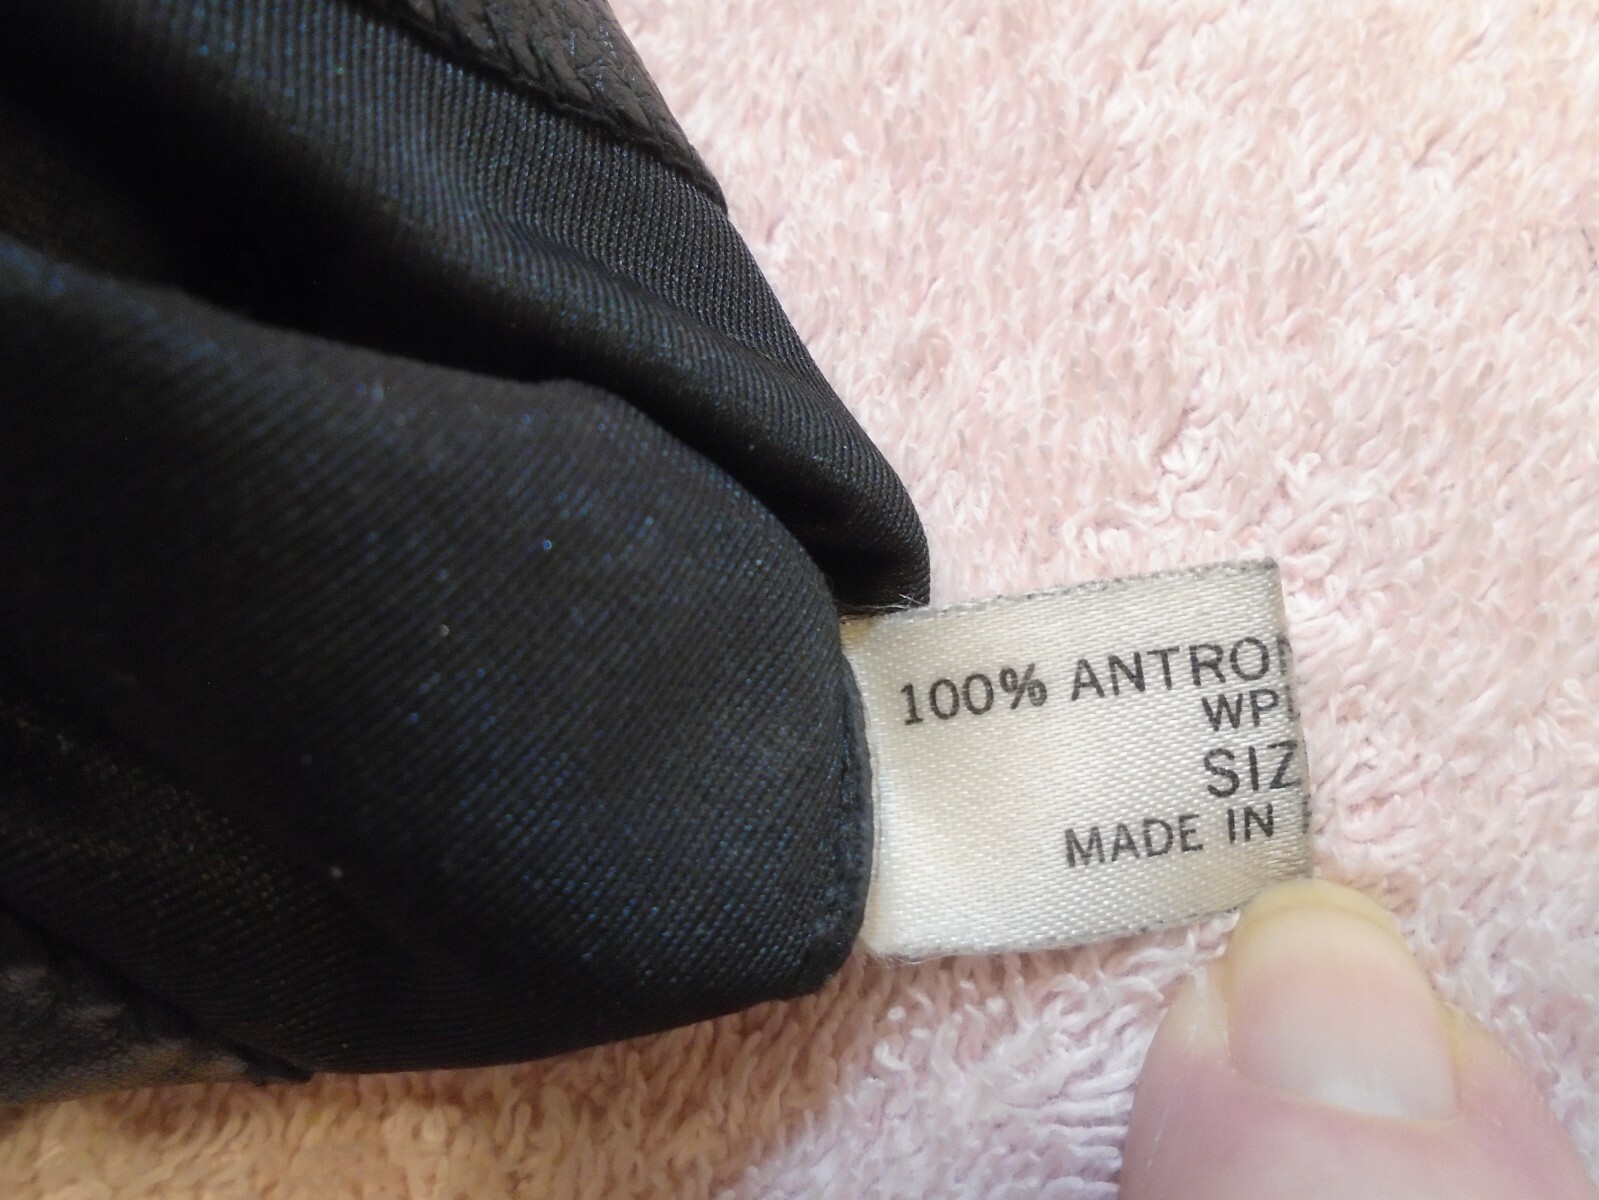 100% ANTRO
WP
SIZ
MADE IN